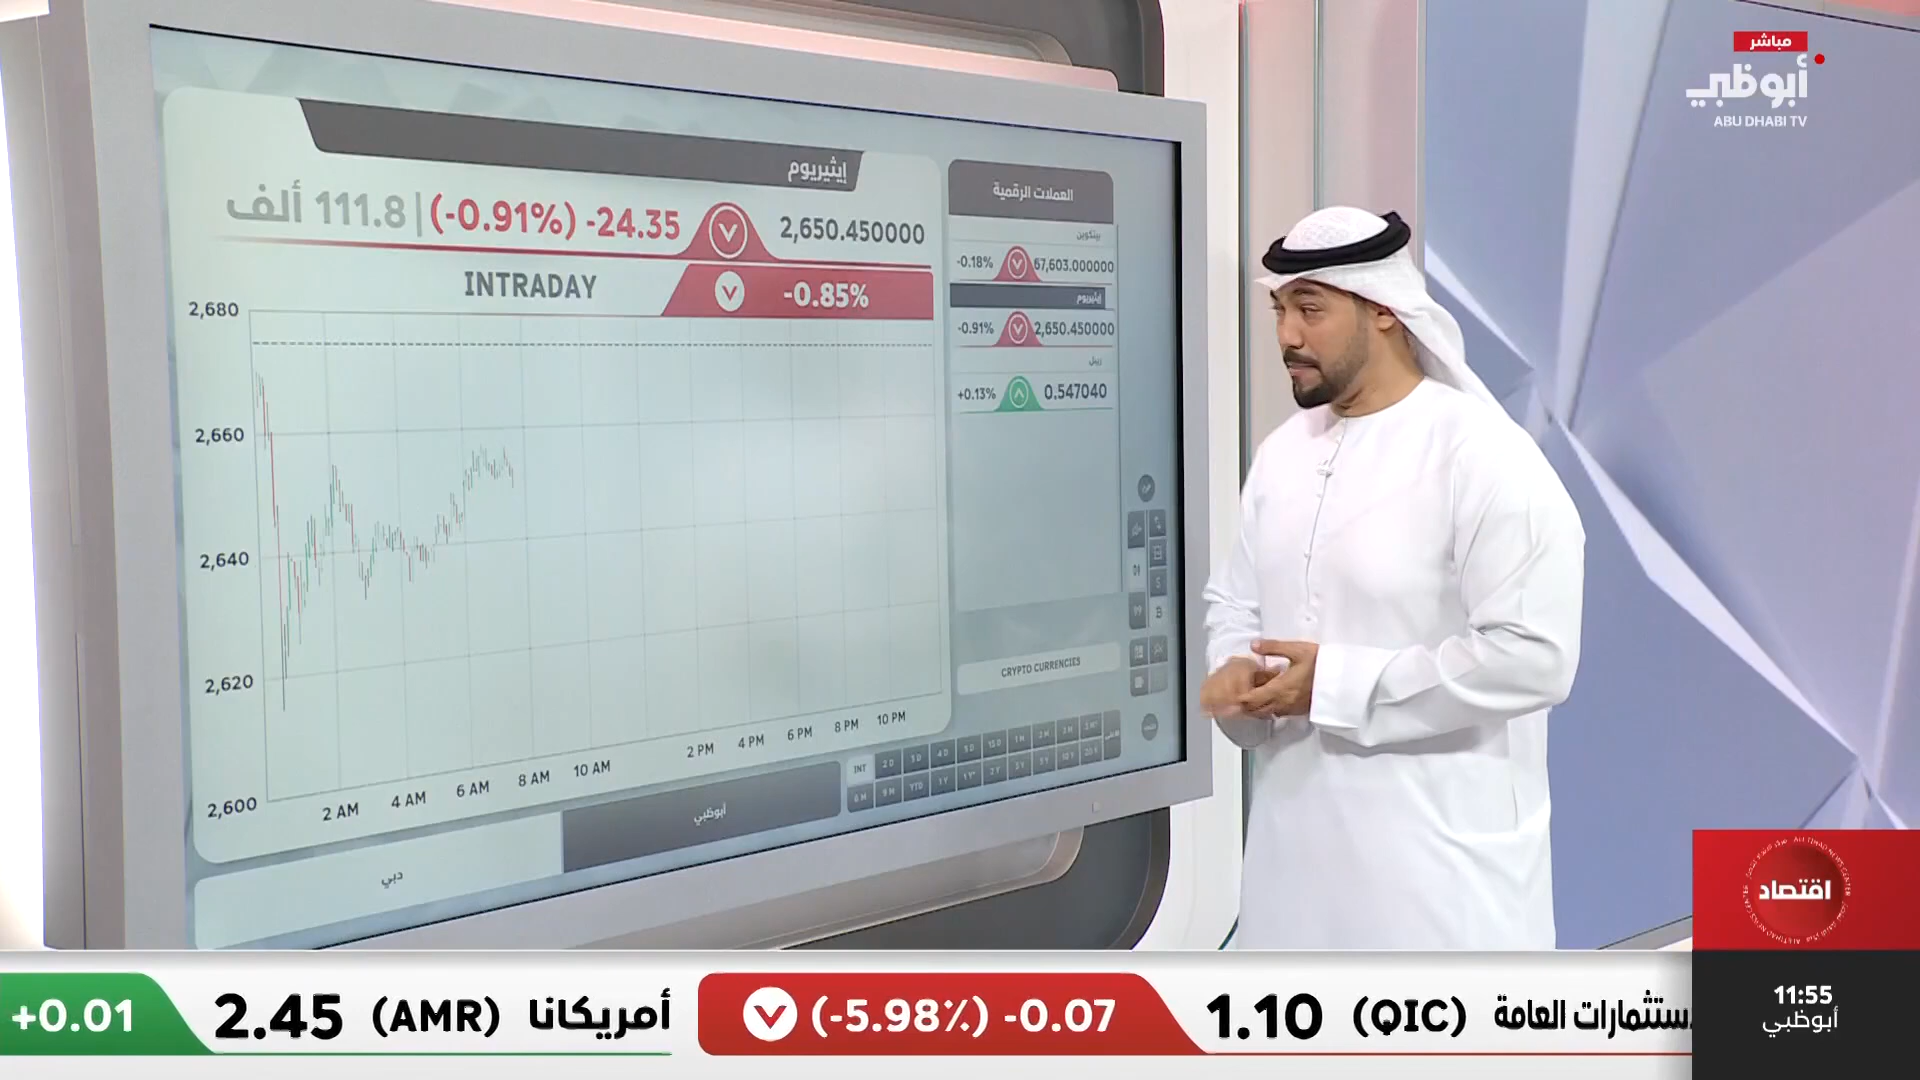 مباشر
أبوظبي
ABU DHABI TV
إيثيريوم
2,650.450000
-24.35 (-0.91%) | 111.8 ألف
INTRADAY
-0.85%
2,680
2,660
2,640
2,620
2,600
2 AM
4 AM
6 AM
8 AM
10 AM
2 PM
4 PM
6 PM
8 PM
10 PM
العملات الرقمية
بيتكوين
-0.18% 67,603.000000
إيثيريوم
-0.91% 2,650.450000
ريبل
+0.13% 0.547040
CRYPTO CURRENCIES
INT
YTD
أبوظبي
دبي
اقتصاد
11:55
أبوظبي
ستثمارات العامة (QIC) 1.10
-0.07 (-5.98٪)
أمريكانا (AMR) 2.45
+0.01